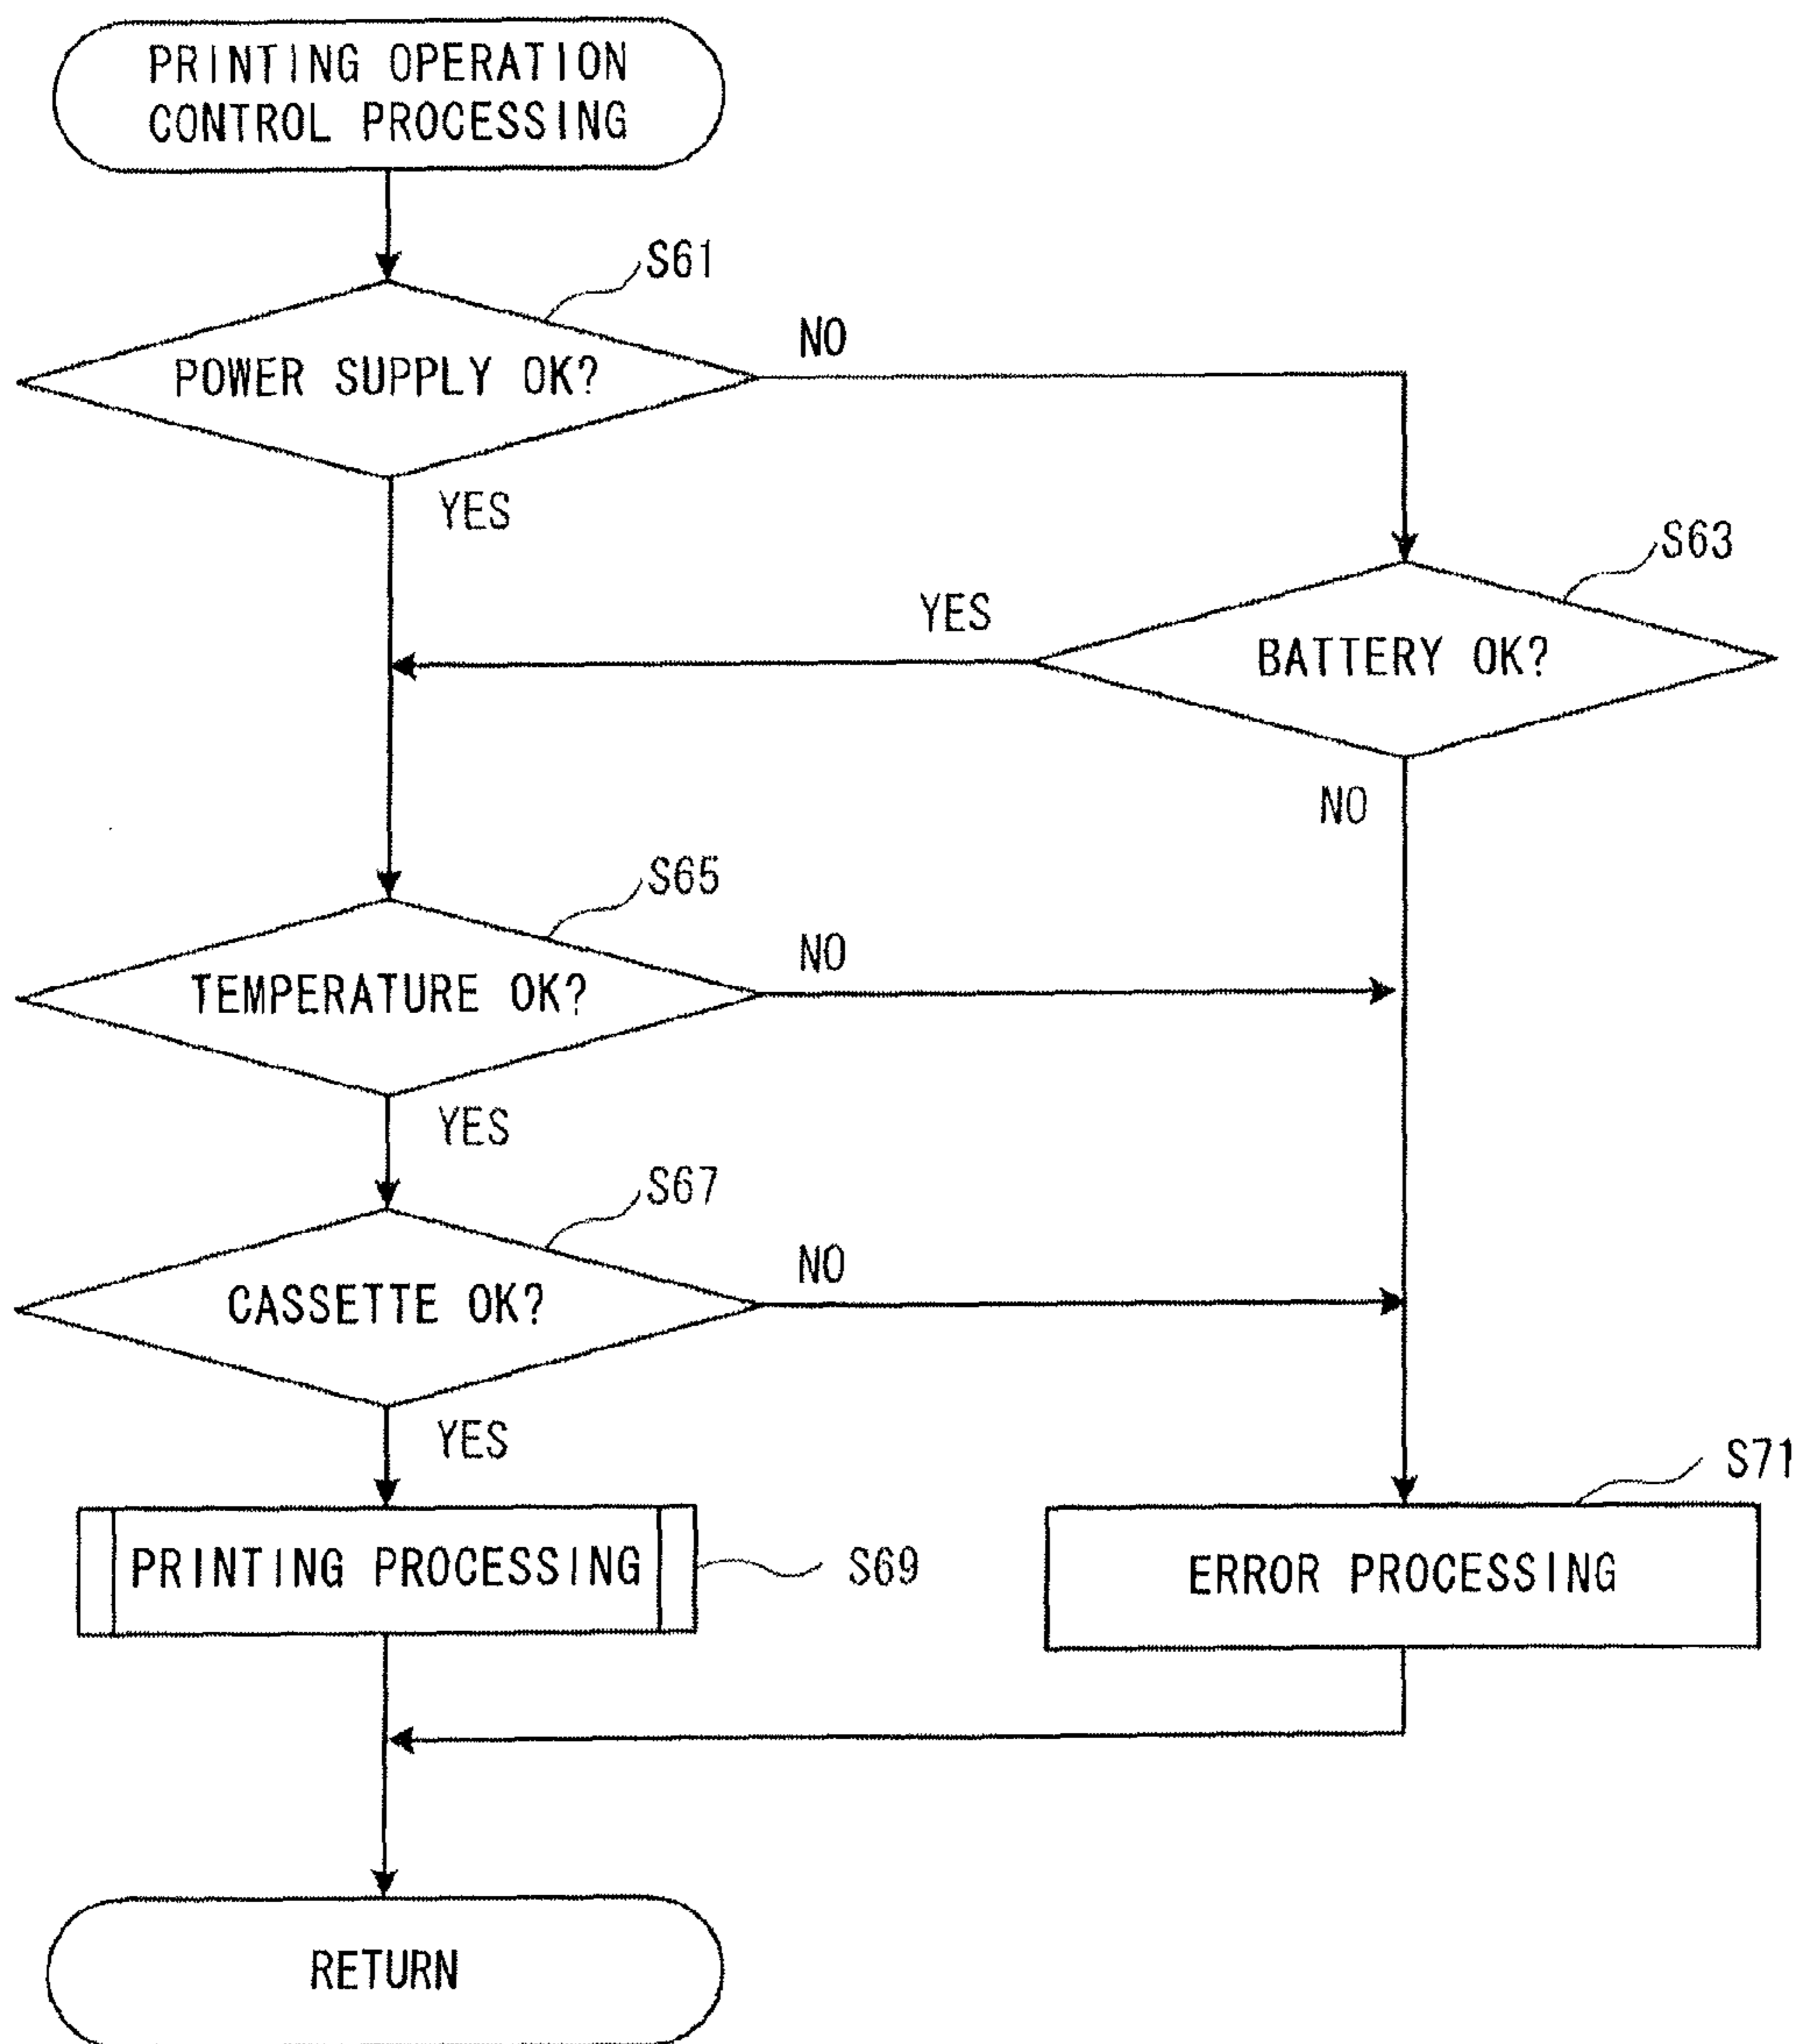 PRINTING OPERATION
CONTROL PROCESSING
S61
POWER SUPPLY OK?
NO
YES
S63
YES
BATTERY OK?
NO
S65
TEMPERATURE OK?
NO
YES
S67
CASSETTE OK?
NO
YES
S71
PRINTING PROCESSING
S69
ERROR PROCESSING
RETURN